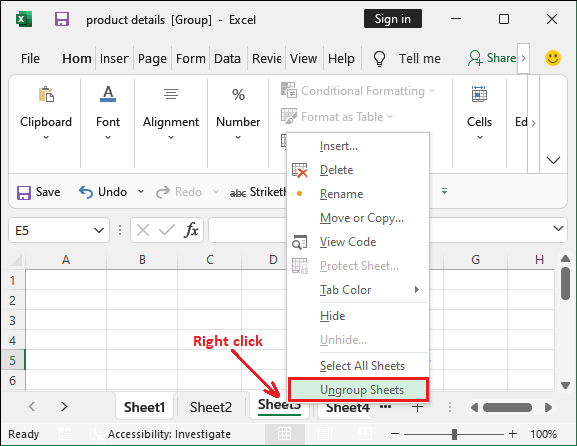 product details [Group] - Excel
Sign in
File Hom Inser Page Form Data Revie View Tell me Share
Clipboard
Font
Alignment
Number
Conditional Formatting
Format as Table
Cells
Ed
Save Undo Redo abc Striketh
Insert...
Delete
Rename
Move or Copy...
View Code
Protect Sheet...
Tab Color
Hide
Unhide...
Select All Sheets
Ungroup Sheets
E5 fx
A B C D G H
1
2
3
4
5
6
Right click
Sheet1 Sheet2 Sheet3 Sheet4 ...
Ready Accessibility: Investigate 100%